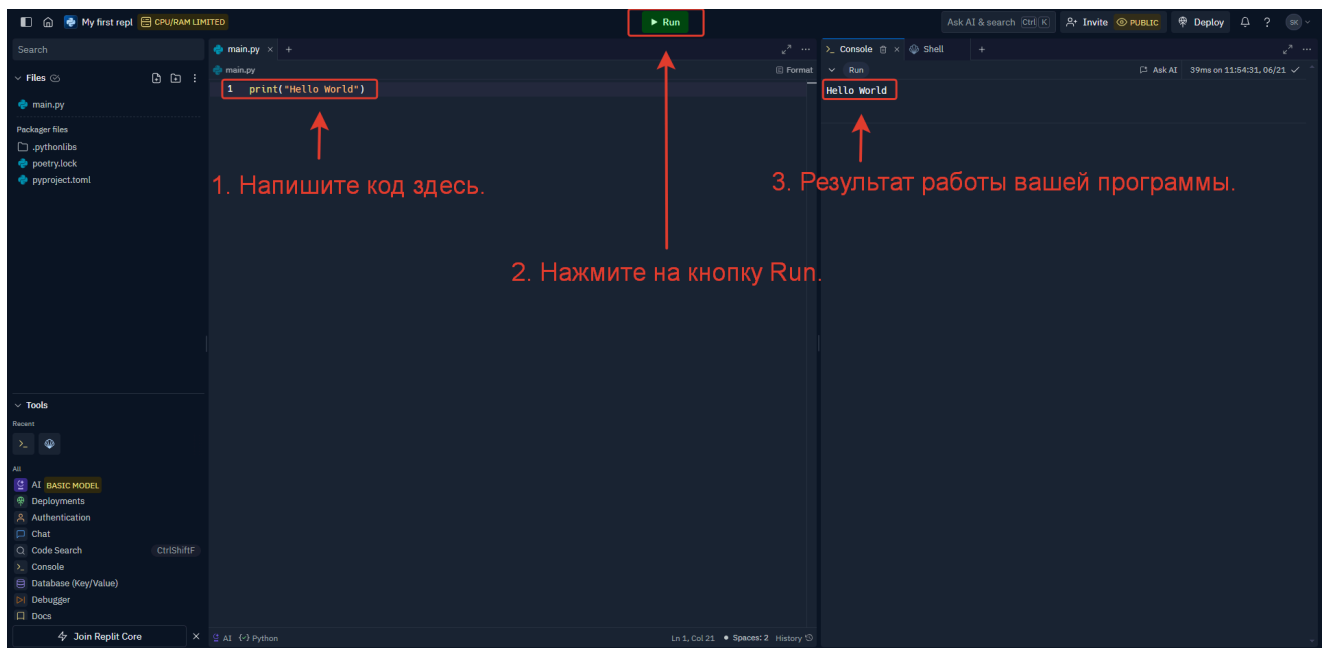 My first repl CPU/RAM LIMITED
Run
Ask AI & search Ctrl K Invite PUBLIC Deploy ? SK
Search
Files
main.py
Packager files
.pythonlibs
poetry.lock
pyproject.toml
main.py × +
main.py Format
1 print("Hello World")
1. Напишите код здесь.
2. Нажмите на кнопку Run.
Console × Shell +
Run Ask AI 39ms on 11:54:31, 06/21
Hello World
3. Результат работы вашей программы.
Tools
Recent
All
AI BASIC MODEL
Deployments
Authentication
Chat
Code Search CtrlShiftF
Console
Database (Key/Value)
Debugger
Docs
Join Replit Core ×
AI Python Ln 1, Col 21 Spaces: 2 History